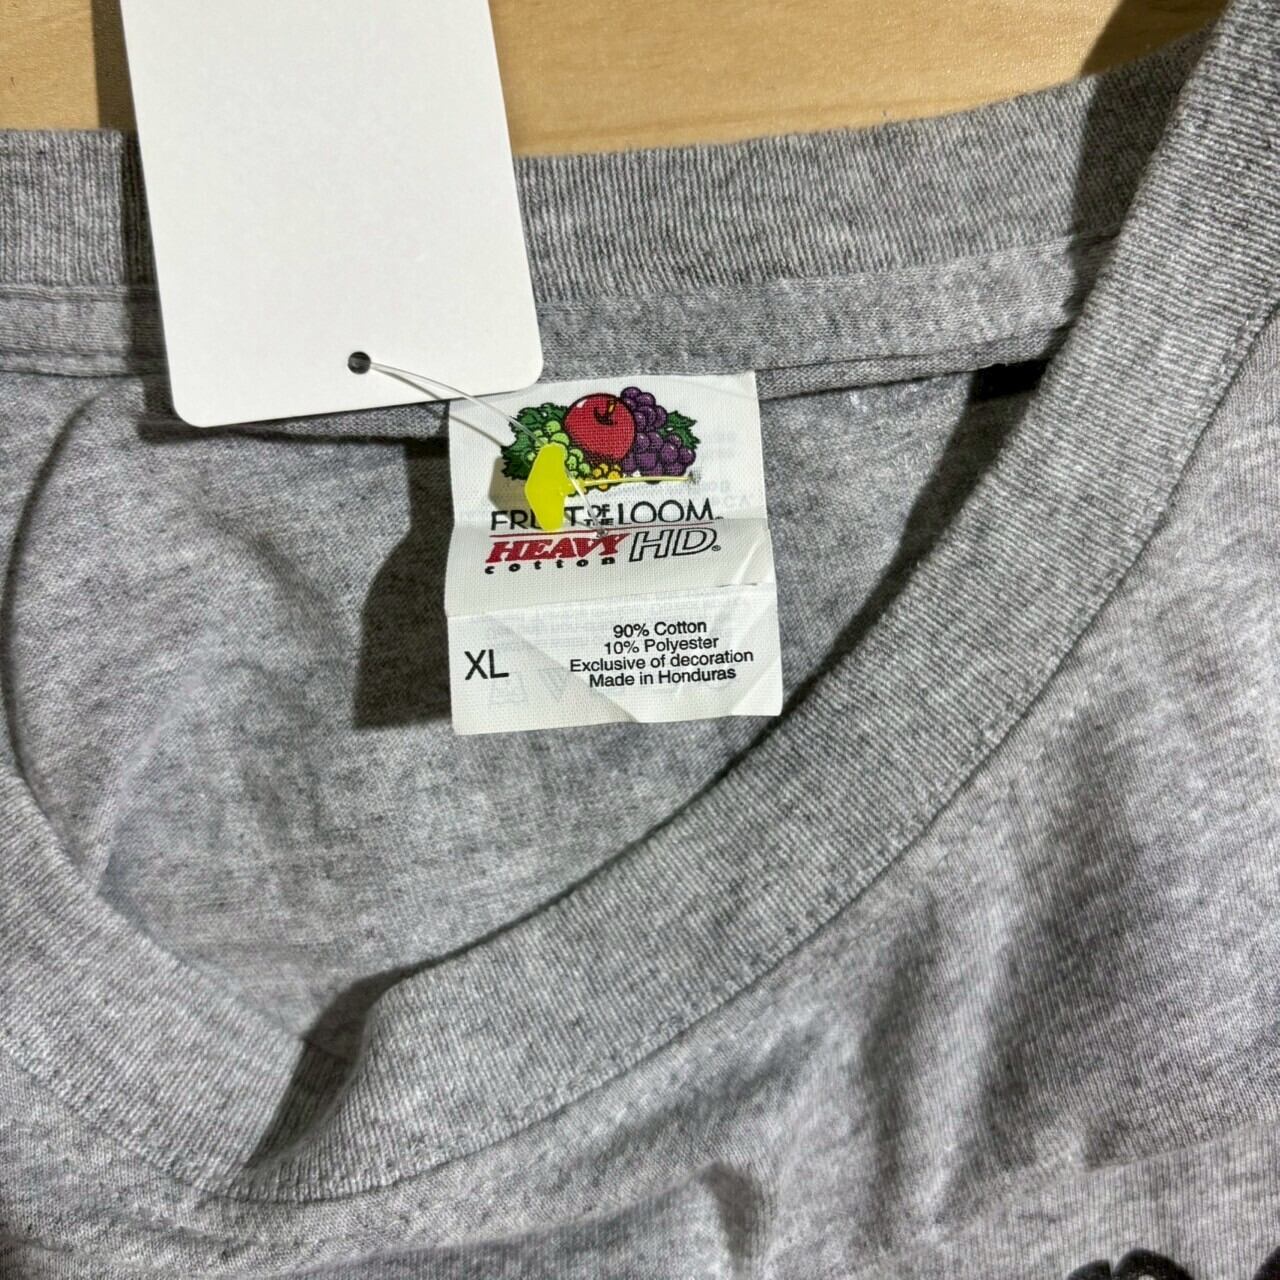 FRUIT OF THE LOOM
HEAVY HD®
cotton
XL
90% Cotton
10% Polyester
Exclusive of decoration
Made in Honduras